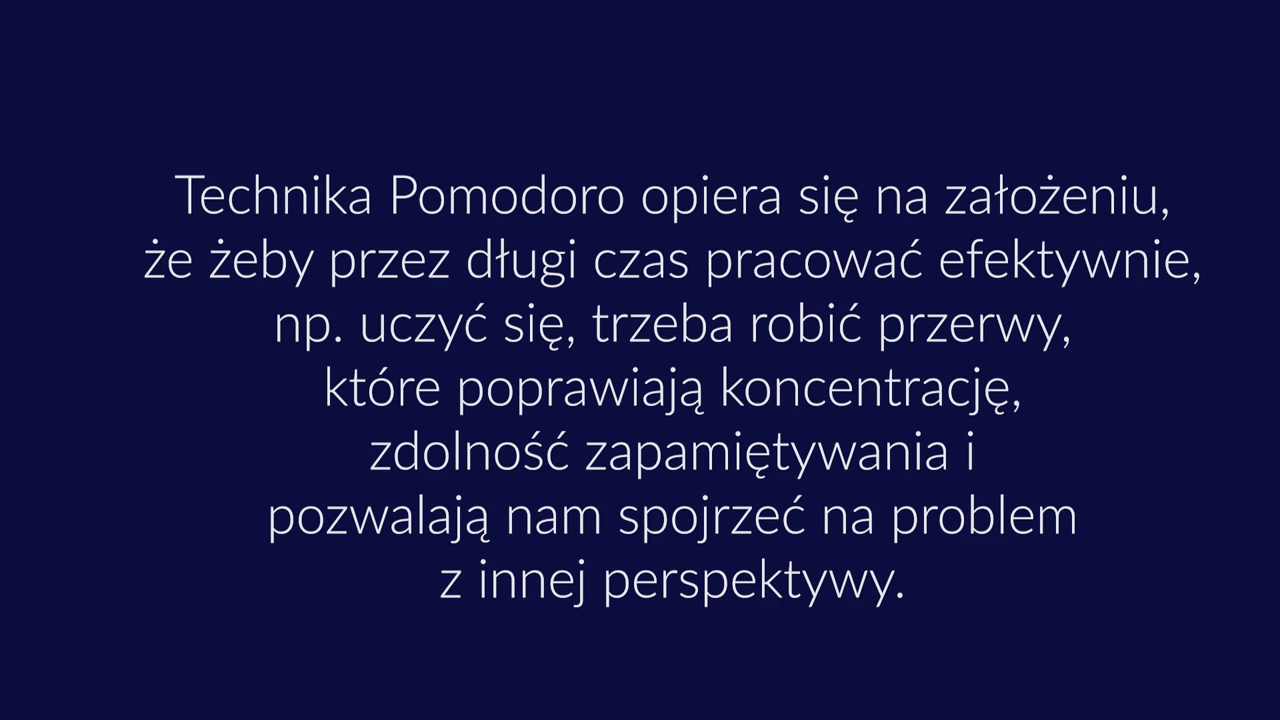 Technika Pomodoro opiera się na założeniu,
że żeby przez długi czas pracować efektywnie,
np. uczyć się, trzeba robić przerwy,
które poprawiają koncentrację,
zdolność zapamiętywania i
pozwalają nam spojrzeć na problem
z innej perspektywy.